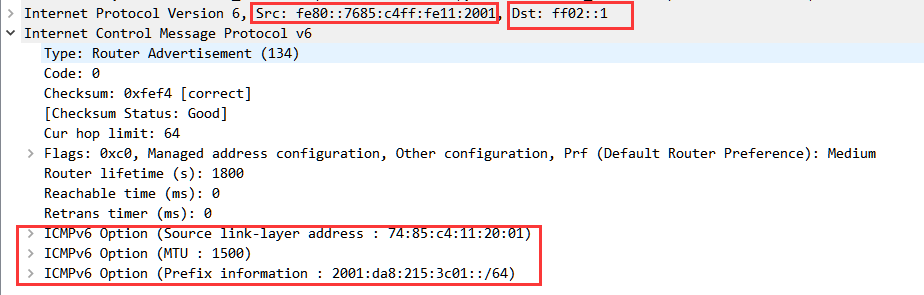 Internet Protocol Version 6, Src: fe80::7685:c4ff:fe11:2001, Dst: ff02::1
Internet Control Message Protocol v6
Type: Router Advertisement (134)
Code: 0
Checksum: 0xfef4 [correct]
[Checksum Status: Good]
Cur hop limit: 64
Flags: 0xc0, Managed address configuration, Other configuration, Prf (Default Router Preference): Medium
Router lifetime (s): 1800
Reachable time (ms): 0
Retrans timer (ms): 0
ICMPv6 Option (Source link-layer address : 74:85:c4:11:20:01)
ICMPv6 Option (MTU : 1500)
ICMPv6 Option (Prefix information : 2001:da8:215:3c01::/64)